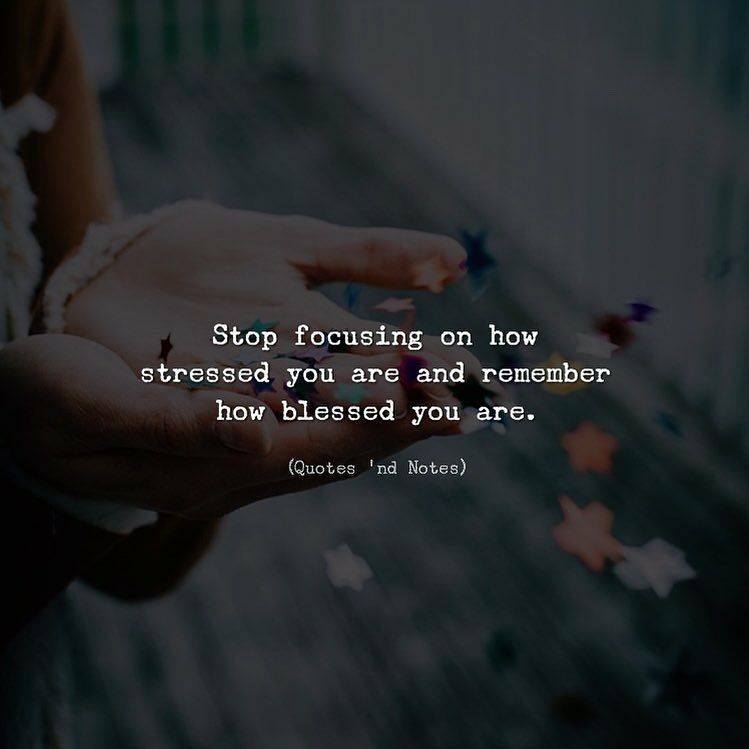 Stop focusing on how
stressed you are and remember
how blessed you are.
(Quotes 'nd Notes)